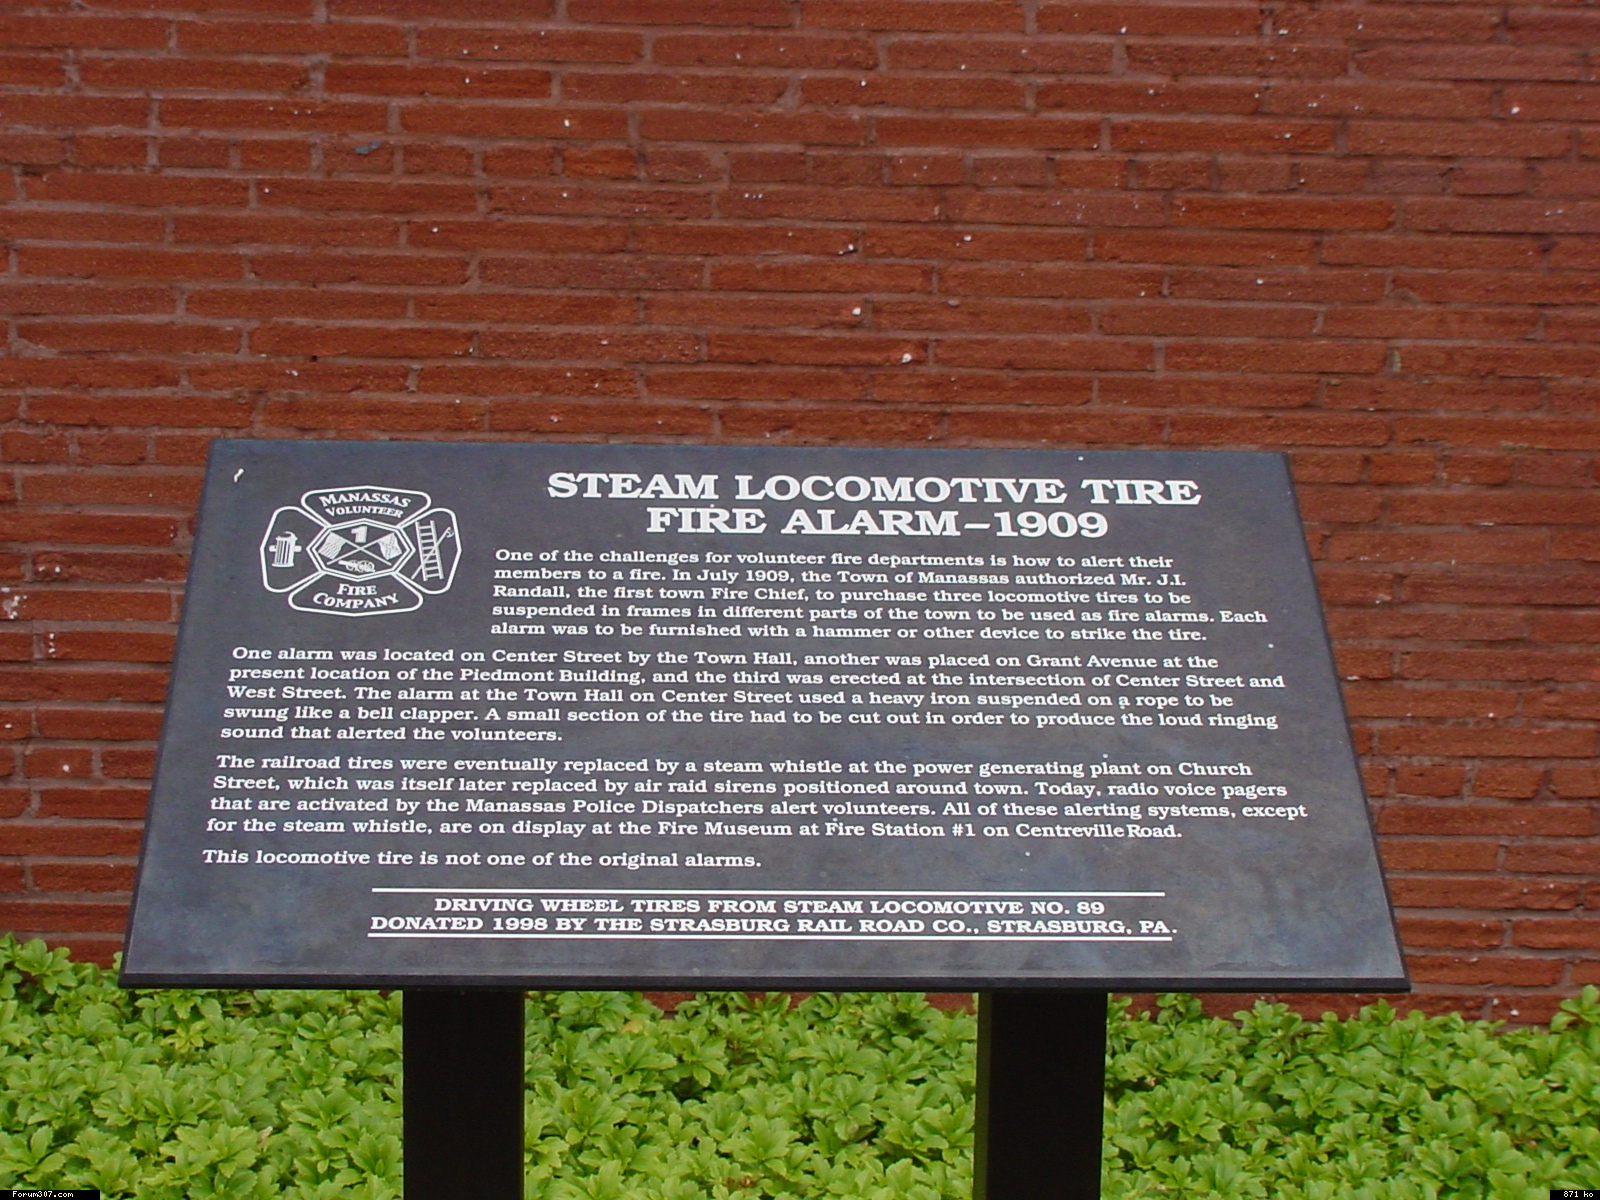 MANASSAS
VOLUNTEER
1
FIRE
COMPANY
STEAM LOCOMOTIVE TIRE
FIRE ALARM–1909
One of the challenges for volunteer fire departments is how to alert their
members to a fire. In July 1909, the Town of Manassas authorized Mr. J.I.
Randall, the first town Fire Chief, to purchase three locomotive tires to be
suspended in frames in different parts of the town to be used as fire alarms. Each
alarm was to be furnished with a hammer or other device to strike the tire.
One alarm was located on Center Street by the Town Hall, another was placed on Grant Avenue at the
present location of the Piedmont Building, and the third was erected at the intersection of Center Street and
West Street. The alarm at the Town Hall on Center Street used a heavy iron suspended on a rope to be
swung like a bell clapper. A small section of the tire had to be cut out in order to produce the loud ringing
sound that alerted the volunteers.
The railroad tires were eventually replaced by a steam whistle at the power generating plant on Church
Street, which was itself later replaced by air raid sirens positioned around town. Today, radio voice pagers
that are activated by the Manassas Police Dispatchers alert volunteers. All of these alerting systems, except
for the steam whistle, are on display at the Fire Museum at Fire Station #1 on Centreville Road.
This locomotive tire is not one of the original alarms.
DRIVING WHEEL TIRES FROM STEAM LOCOMOTIVE NO. 89
DONATED 1998 BY THE STRASBURG RAIL ROAD CO., STRASBURG, PA.
Forum307.com
871 ko